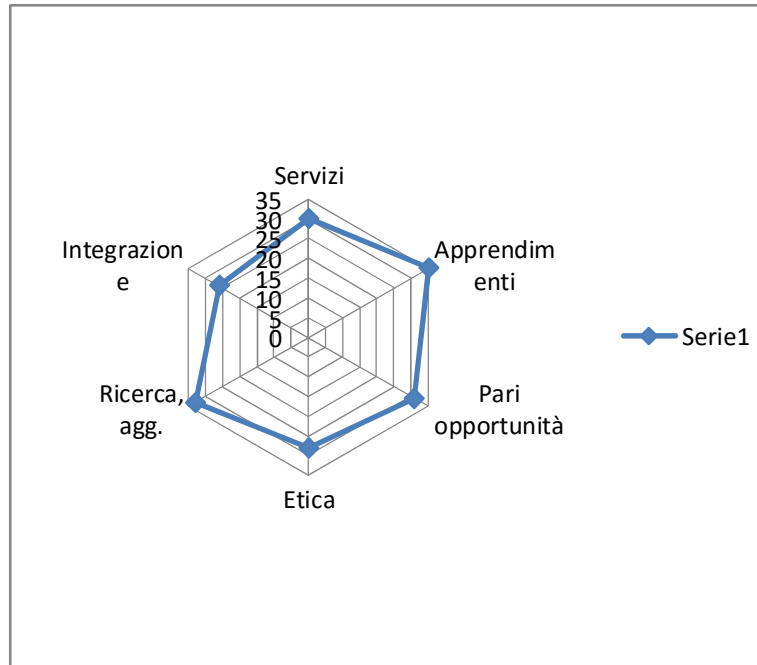 Servizi
35
30
25
20
15
10
5
0
Apprendim
enti
Pari
opportunità
Etica
Ricerca,
agg.
Integrazion
e
Serie1